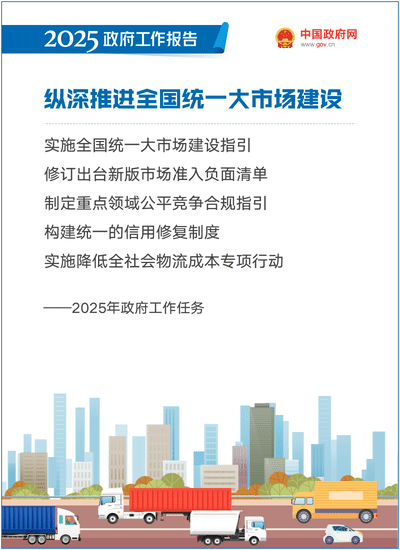 2025政府工作报告
中国政府网
www.gov.cn
纵深推进全国统一大市场建设
实施全国统一大市场建设指引
修订出台新版市场准入负面清单
制定重点领域公平竞争合规指引
构建统一的信用修复制度
实施降低全社会物流成本专项行动
——2025年政府工作任务